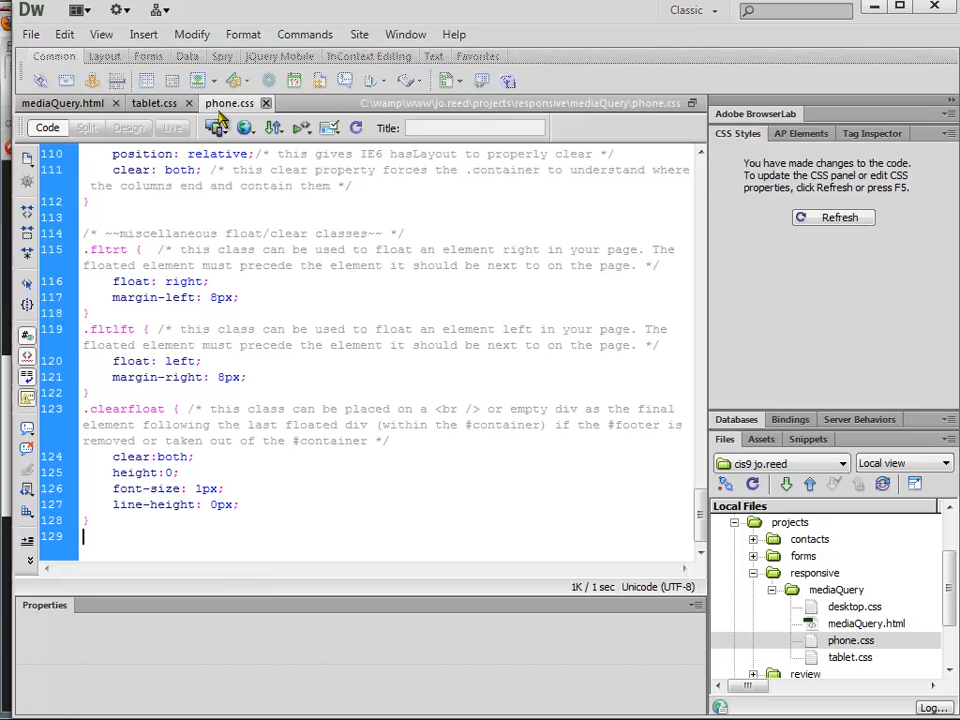 Dw
Classic
File Edit View Insert Modify Format Commands Site Window Help
Common Layout Forms Data Spry jQuery Mobile InContext Editing Text Favorites
mediaQuery.html tablet.css phone.css C:\wamp\www\jo.reed\projects\responsive\mediaQuery\phone.css
Code Split Design Live Title:
110 position: relative;/* this gives IE6 hasLayout to properly clear */
111 clear: both; /* this clear property forces the .container to understand where
the columns end and contain them */
112 }
113
114 /* ~~miscellaneous float/clear classes~~ */
115 .fltrt { /* this class can be used to float an element right in your page. The
floated element must precede the element it should be next to on the page. */
116 float: right;
117 margin-left: 8px;
118 }
119 .fltlft { /* this class can be used to float an element left in your page. The
floated element must precede the element it should be next to on the page. */
120 float: left;
121 margin-right: 8px;
122 }
123 .clearfloat { /* this class can be placed on a <br /> or empty div as the final
element following the last floated div (within the #container) if the #footer is
removed or taken out of the #container */
124 clear:both;
125 height:0;
126 font-size: 1px;
127 line-height: 0px;
128 }
129
1K / 1 sec Unicode (UTF-8)
Properties
Adobe BrowserLab
CSS Styles AP Elements Tag Inspector
You have made changes to the code.
To update the CSS panel or edit CSS
properties, click Refresh or press F5.
Refresh
Databases Bindings Server Behaviors
Files Assets Snippets
cis9 jo.reed Local view
Local Files
projects
contacts
forms
responsive
mediaQuery
desktop.css
mediaQuery.html
phone.css
tablet.css
review
Log...